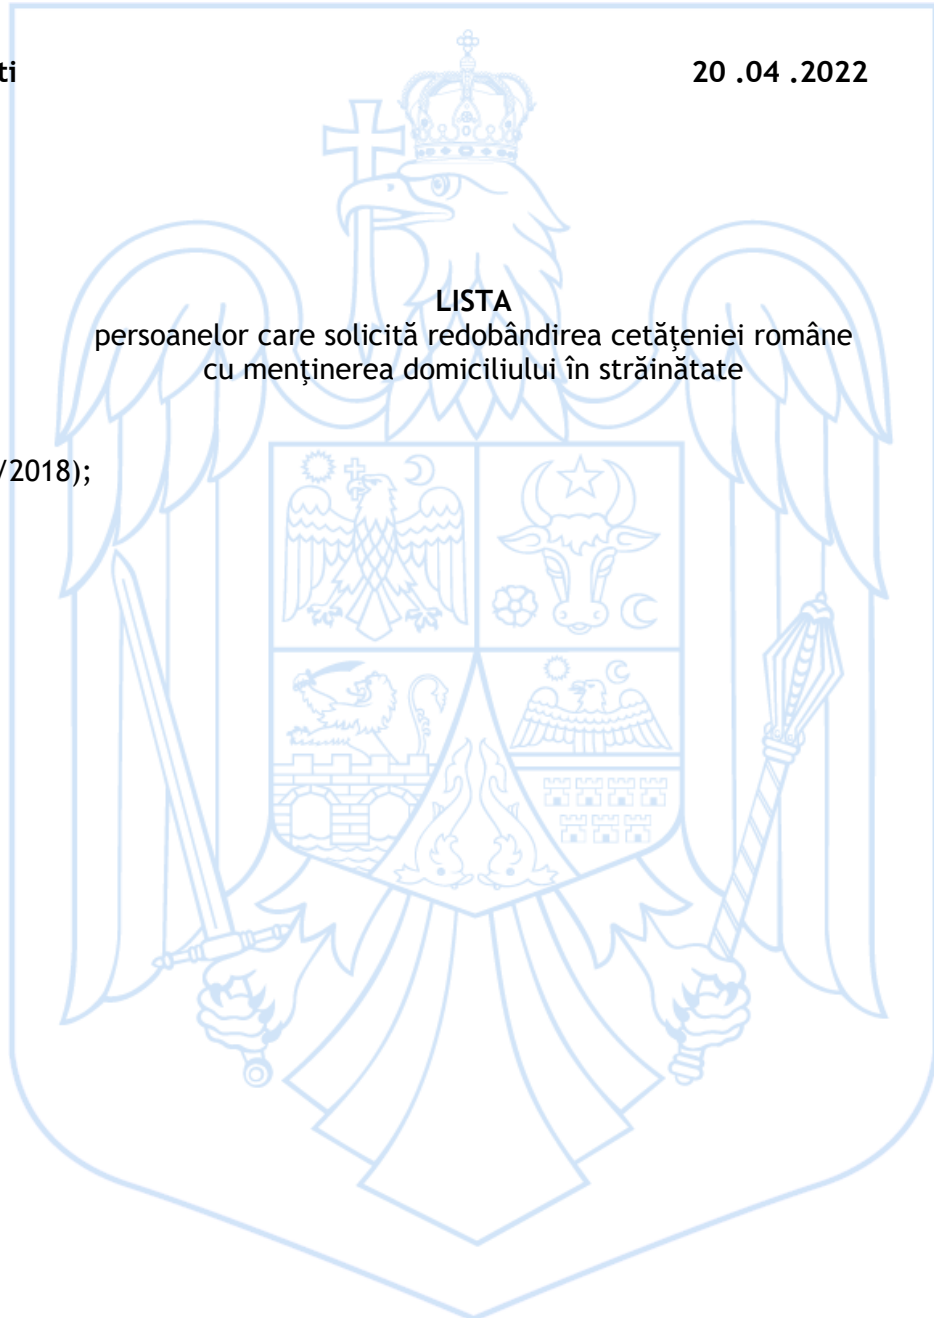 ti 20 .04 .2022
LISTA
persoanelor care solicită redobândirea cetăţeniei române
cu menţinerea domiciliului în străinătate
/2018);